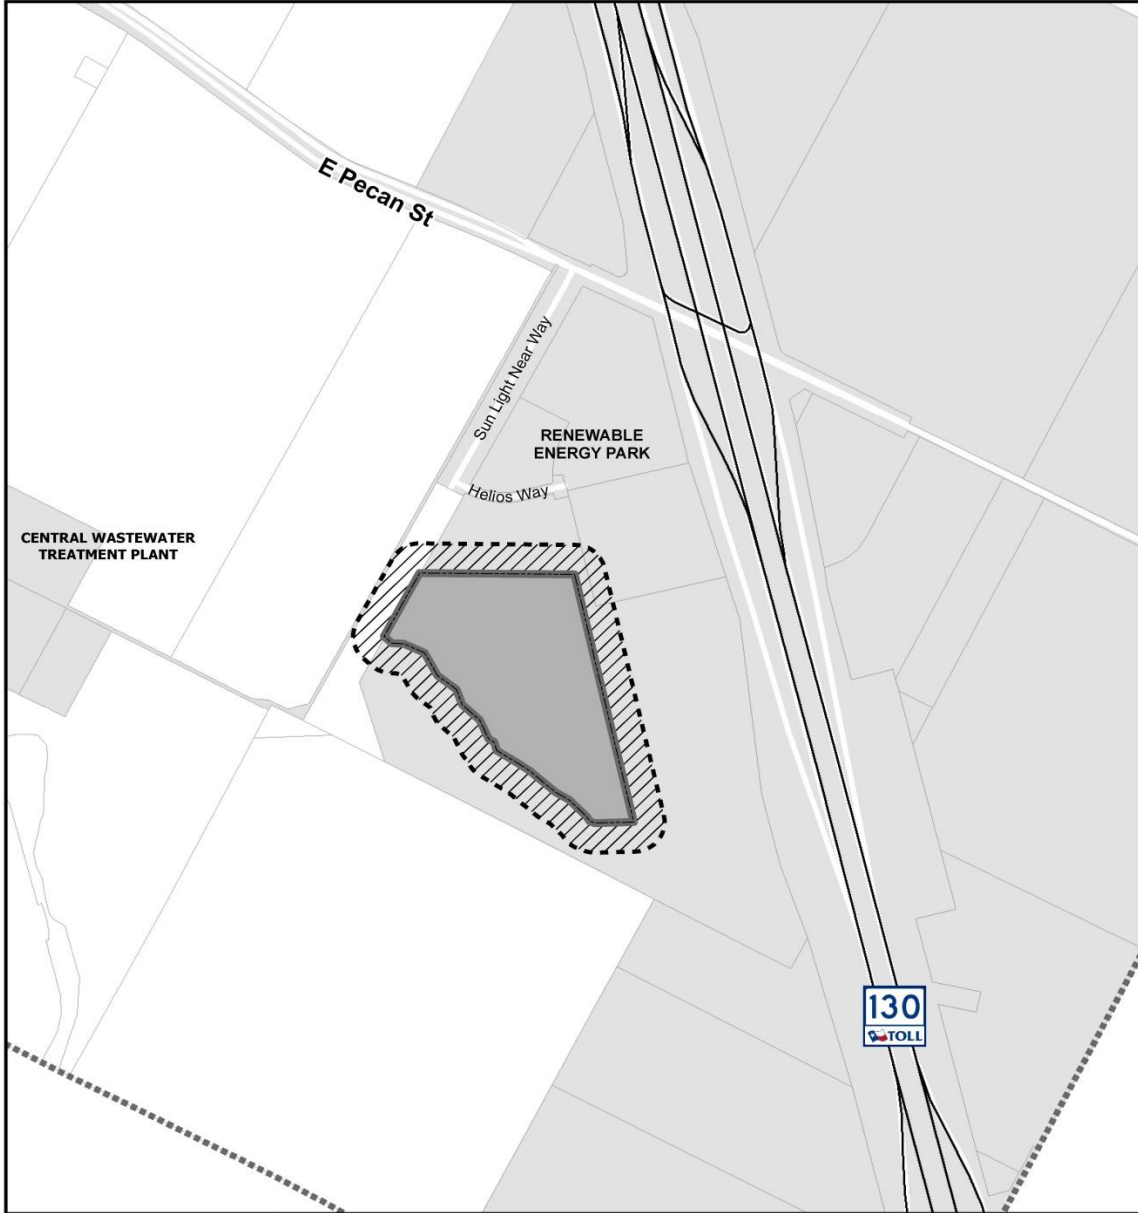 E Pecan St
Sun Light Near Way
RENEWABLE
ENERGY PARK
Helios Way
CENTRAL WASTEWATER
TREATMENT PLANT
130
TOLL